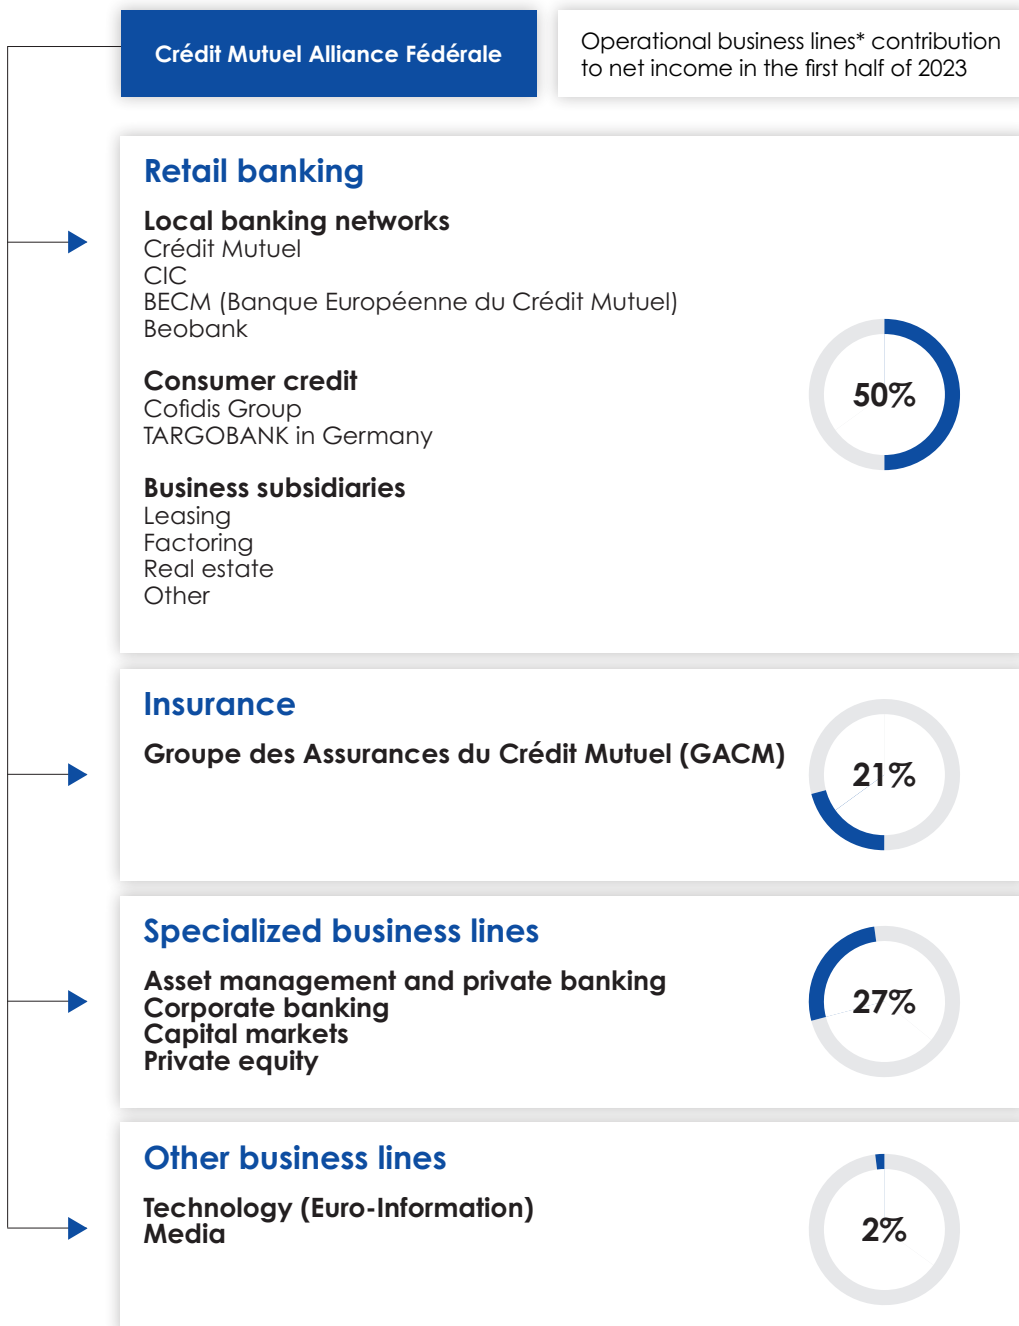 Crédit Mutuel Alliance Fédérale
Operational business lines* contribution
to net income in the first half of 2023
Retail banking
Local banking networks
Crédit Mutuel
CIC
BECM (Banque Européenne du Crédit Mutuel)
Beobank
Consumer credit
Cofidis Group
TARGOBANK in Germany
50%
Business subsidiaries
Leasing
Factoring
Real estate
Other
Insurance
Groupe des Assurances du Crédit Mutuel (GACM)
21%
Specialized business lines
Asset management and private banking
Corporate banking
Capital markets
Private equity
27%
Other business lines
Technology (Euro-Information)
Media
2%